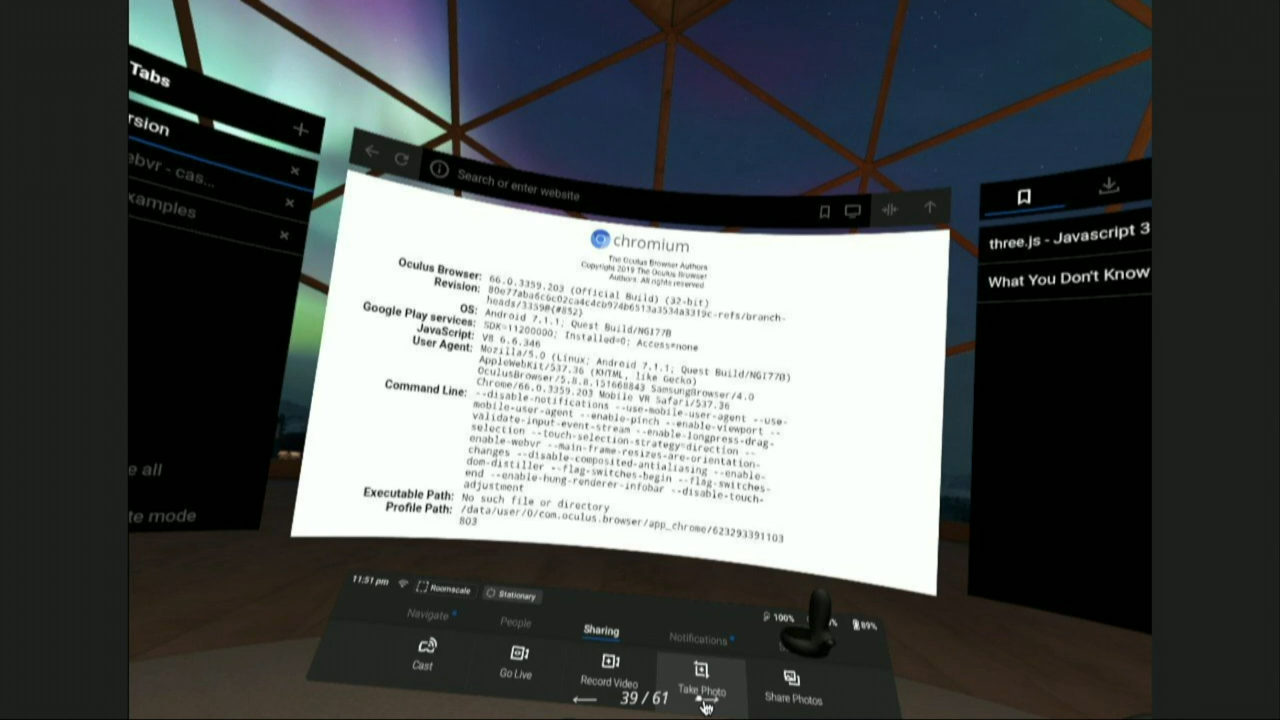 Tabs
rsion
ebvr - cas...
xamples
e all
te mode
Search or enter website
chromium
The Oculus Browser Authors
Copyright 2019 The Oculus Browser
Authors. All rights reserved
Oculus Browser: 66.0.3359.203 (Official Build) (32-bit)
Revision:
heads/3359@{#852}
OS: Android 7.1.1; Quest Build/NGI77B
Google Play services: SDK=11200000; Installed=0; Access=none
JavaScript: V8 6.6.346
User Agent: Mozilla/5.0 (Linux; Android 7.1.1; Quest Build/NGI77B)
AppleWebKit/537.36 (KHTML, like Gecko)
OculusBrowser/5.8.8.151668843 SamsungBrowser/4.0
Chrome/66.0.3359.203 Mobile VR Safari/537.36
Command Line: --disable-notifications --use-mobile-user-agent --use-
mobile-user-agent --enable-pinch --enable-viewport --
validate-input-event-stream --enable-longpress-drag-
selection --touch-selection-strategy=direction --
enable-webvr --main-frame-resizes-are-orientation-
changes --disable-composited-antialiasing --enable-
dom-distiller --flag-switches-begin --flag-switches-
end --enable-hung-renderer-infobar --disable-touch-
adjustment
Executable Path: No such file or directory
Profile Path: /data/user/0/com.oculus.browser/app_chrome/623293391103
803
three.js - Javascript 3
What You Don't Know
11:51 pm Roomscale Stationary 100% % 89%
Navigate People Sharing Notifications
Cast Go Live Record Video Take Photo Share Photos
39 / 61